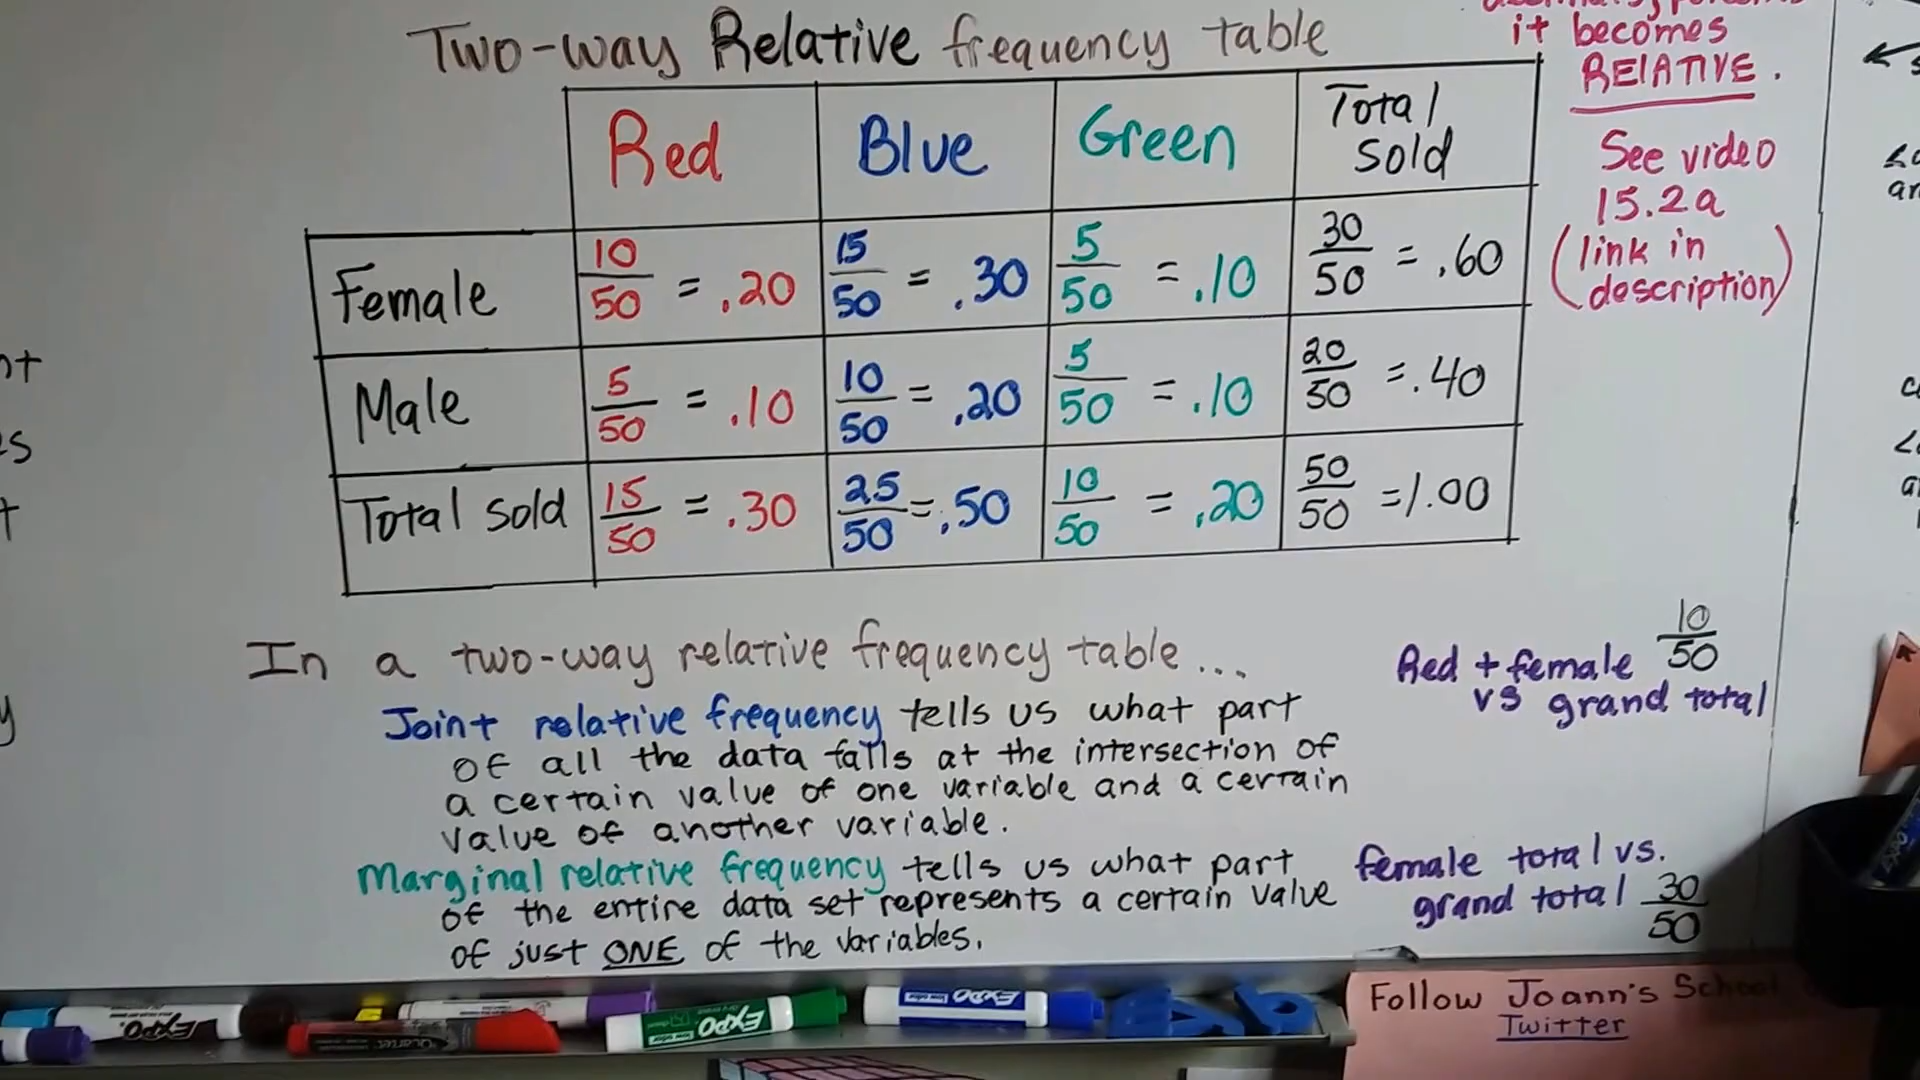 Two-way Relative frequency table
it becomes
RELATIVE.
See video
15.2a
(link in
description)
Red Blue Green Total sold
Female 10/50 = .20 15/50 = .30 5/50 = .10 30/50 = .60
Male 5/50 = .10 10/50 = .20 5/50 = .10 20/50 = .40
Total sold 15/50 = .30 25/50 = .50 10/50 = .20 50/50 = 1.00
In a two-way relative frequency table...
Joint relative frequency tells us what part
of all the data falls at the intersection of
a certain value of one variable and a certain
value of another variable.
Red + female 10/50
vs grand total
Marginal relative frequency tells us what part
of the entire data set represents a certain value
of just ONE of the variables.
female total vs.
grand total 30/50
EXPO
EXPO
EXPO
Follow Joann's School
Twitter